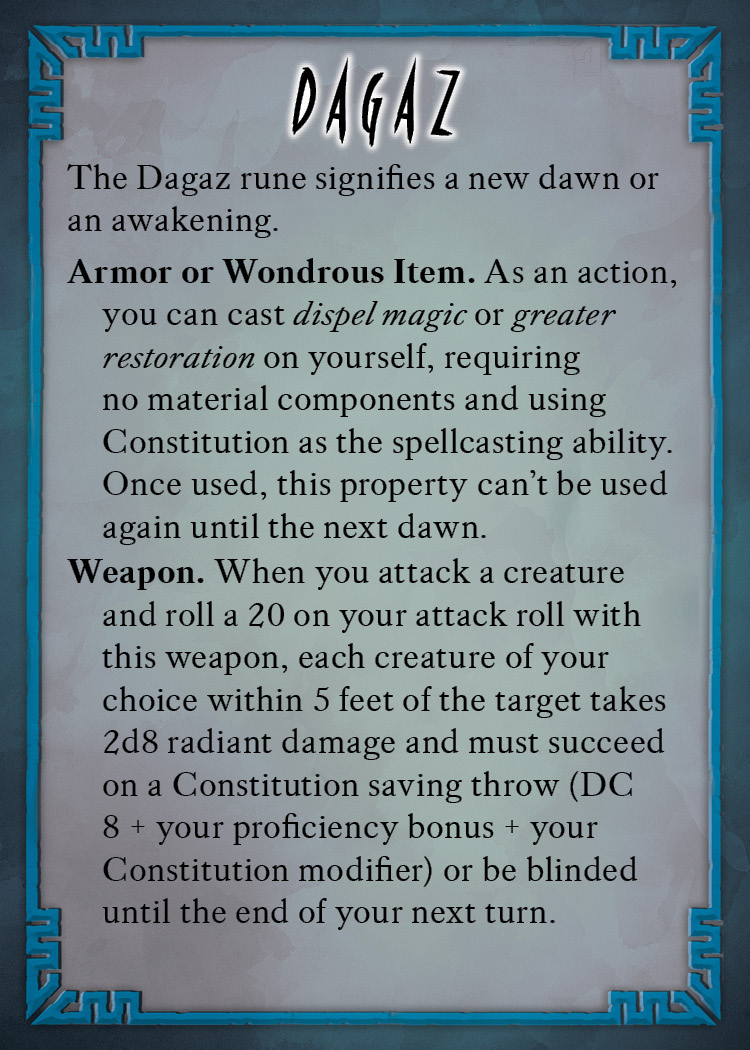 DAGAZ
The Dagaz rune signifies a new dawn or
an awakening.
Armor or Wondrous Item. As an action,
you can cast dispel magic or greater
restoration on yourself, requiring
no material components and using
Constitution as the spellcasting ability.
Once used, this property can’t be used
again until the next dawn.
Weapon. When you attack a creature
and roll a 20 on your attack roll with
this weapon, each creature of your
choice within 5 feet of the target takes
2d8 radiant damage and must succeed
on a Constitution saving throw (DC
8 + your proficiency bonus + your
Constitution modifier) or be blinded
until the end of your next turn.